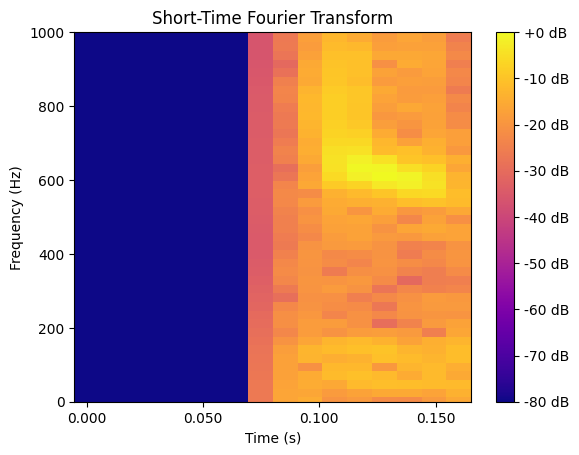 Short-Time Fourier Transform
1000
800
600
400
200
0
Frequency (Hz)
0.000
0.050
0.100
0.150
Time (s)
+0 dB
-10 dB
-20 dB
-30 dB
-40 dB
-50 dB
-60 dB
-70 dB
-80 dB